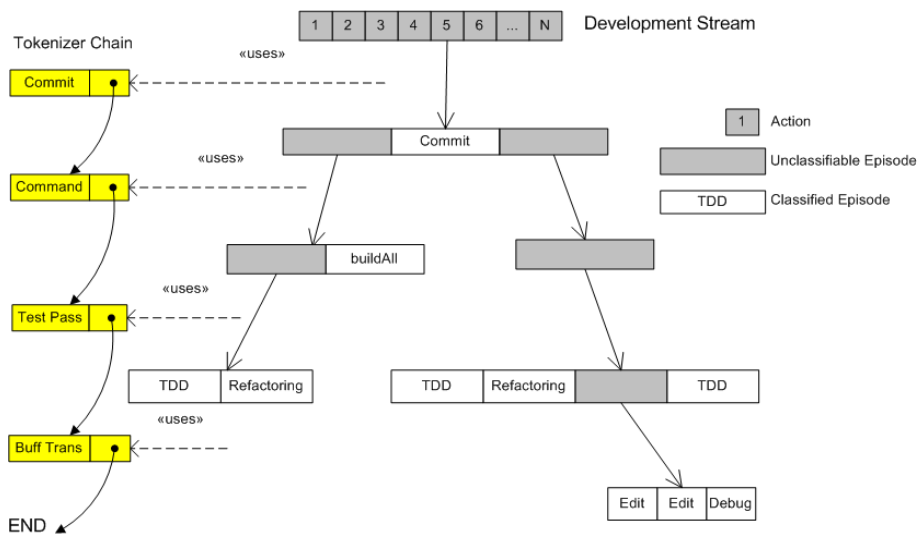 1 2 3 4 5 6 ... N
Development Stream
Tokenizer Chain
«uses»
Commit
1 Action
Commit
«uses»
Unclassifiable Episode
Command
TDD Classified Episode
buildAll
«uses»
Test Pass
TDD Refactoring
TDD Refactoring TDD
«uses»
Buff Trans
Edit Edit Debug
END